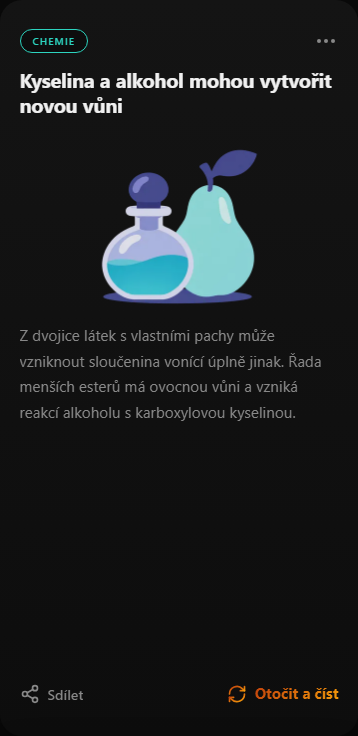 CHEMIE
Kyselina a alkohol mohou vytvořit
novou vůni
Z dvojice látek s vlastními pachy může
vzniknout sloučenina vonící úplně jinak. Řada
menších esterů má ovocnou vůni a vzniká
reakcí alkoholu s karboxylovou kyselinou.
Sdílet
Otočit a číst